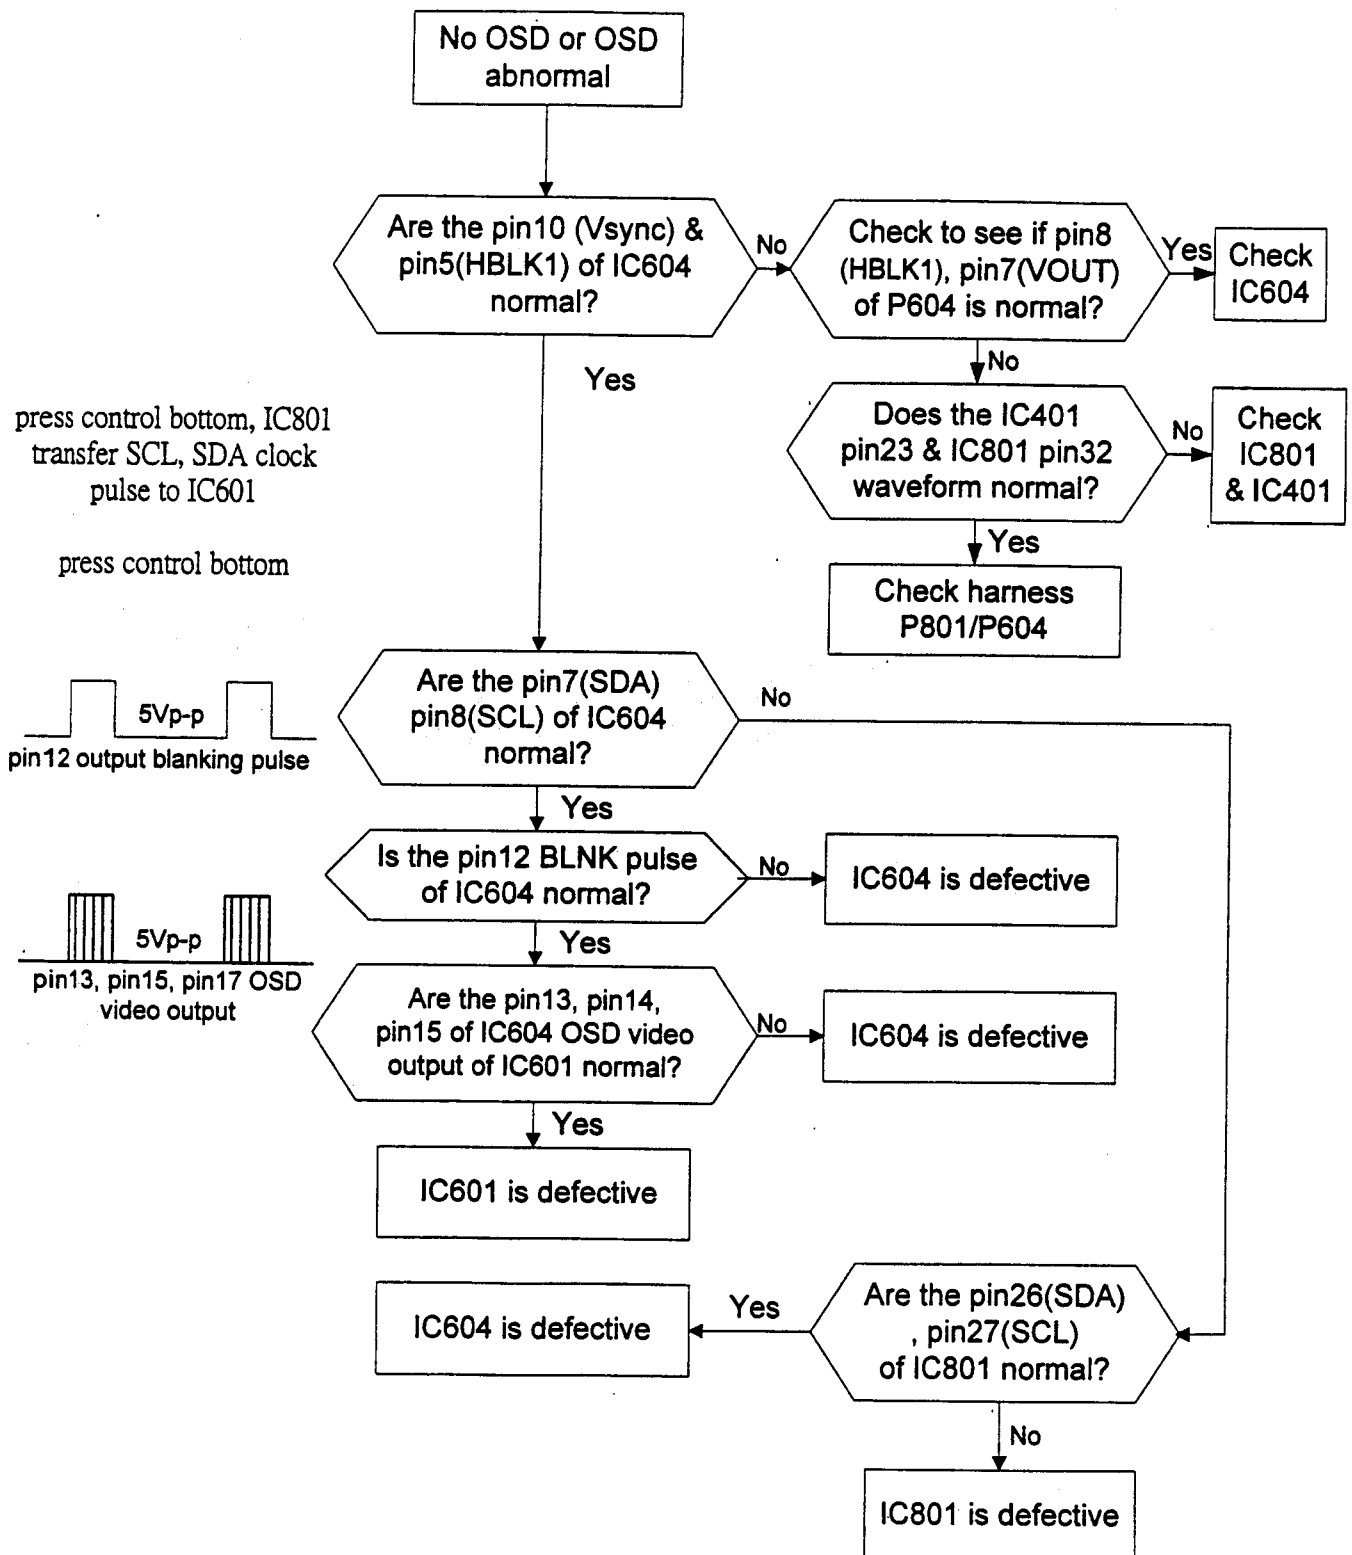 No OSD or OSD
abnormal
Are the pin10 (Vsync) &
pin5(HBLK1) of IC604
normal?
No
Check to see if pin8
(HBLK1), pin7(VOUT)
of P604 is normal?
Yes
Check
IC604
No
Yes
Does the IC401
pin23 & IC801 pin32
waveform normal?
No
Check
IC801
& IC401
Yes
Check harness
P801/P604
press control bottom, IC801
transfer SCL, SDA clock
pulse to IC601
press control bottom
Are the pin7(SDA)
pin8(SCL) of IC604
normal?
No
5Vp-p
pin12 output blanking pulse
Yes
Is the pin12 BLNK pulse
of IC604 normal?
No
IC604 is defective
Yes
5Vp-p
pin13, pin15, pin17 OSD
video output
Are the pin13, pin14,
pin15 of IC604 OSD video
output of IC601 normal?
No
IC604 is defective
Yes
IC601 is defective
Are the pin26(SDA)
, pin27(SCL)
of IC801 normal?
Yes
IC604 is defective
No
IC801 is defective